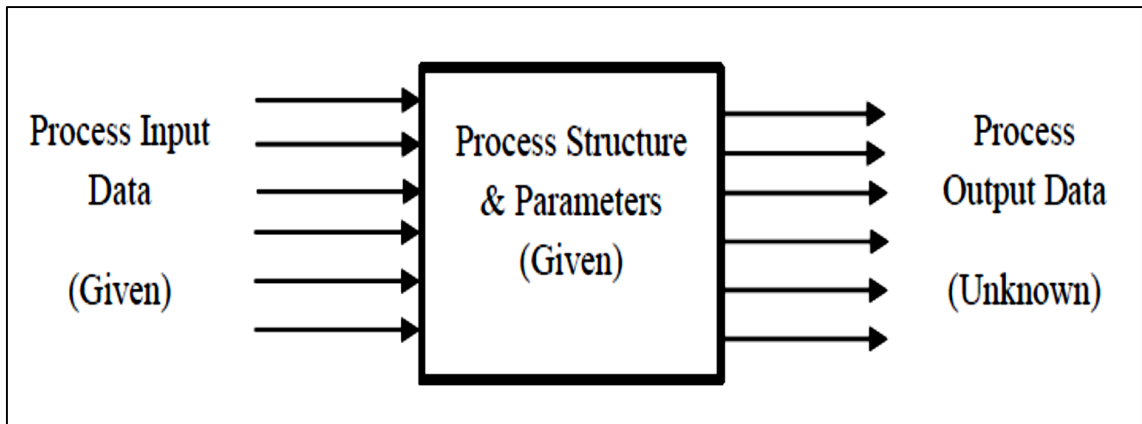 Process Input
Data
(Given)
Process Structure
& Parameters
(Given)
Process
Output Data
(Unknown)